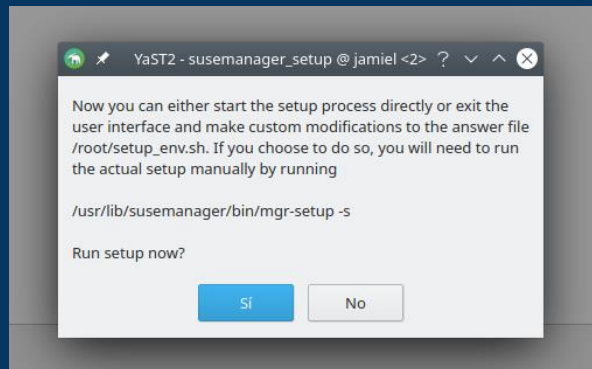 YaST2 - susemanager_setup @ jamiel <2>
Now you can either start the setup process directly or exit the
user interface and make custom modifications to the answer file
/root/setup_env.sh. If you choose to do so, you will need to run
the actual setup manually by running
/usr/lib/susemanager/bin/mgr-setup -s
Run setup now?
Sí
No